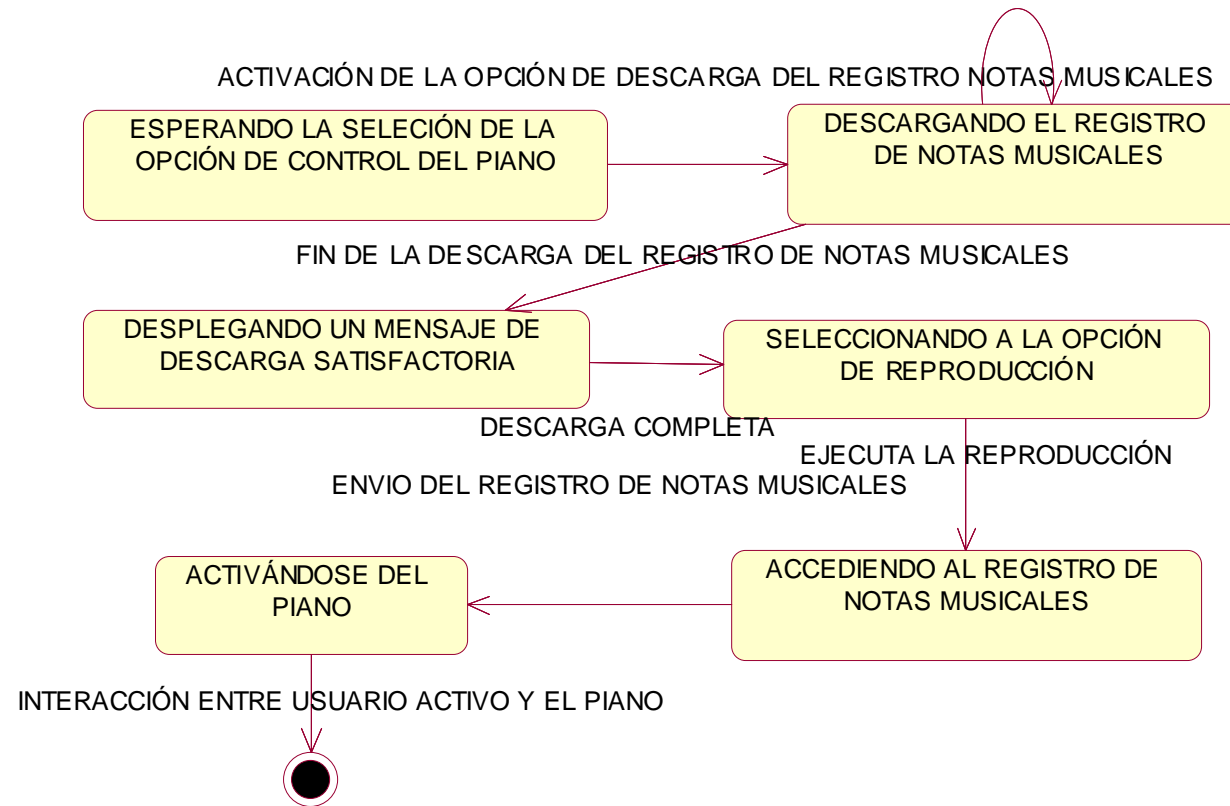 ACTIVACIÓN DE LA OPCIÓN DE DESCARGA DEL REGISTRO NOTAS MUSICALES
ESPERANDO LA SELECIÓN DE LA
OPCIÓN DE CONTROL DEL PIANO
DESCARGANDO EL REGISTRO
DE NOTAS MUSICALES
FIN DE LA DESCARGA DEL REGISTRO DE NOTAS MUSICALES
DESPLEGANDO UN MENSAJE DE
DESCARGA SATISFACTORIA
SELECCIONANDO A LA OPCIÓN
DE REPRODUCCIÓN
DESCARGA COMPLETA
EJECUTA LA REPRODUCCIÓN
ENVIO DEL REGISTRO DE NOTAS MUSICALES
ACCEDIENDO AL REGISTRO DE
NOTAS MUSICALES
ACTIVÁNDOSE DEL
PIANO
INTERACCIÓN ENTRE USUARIO ACTIVO Y EL PIANO